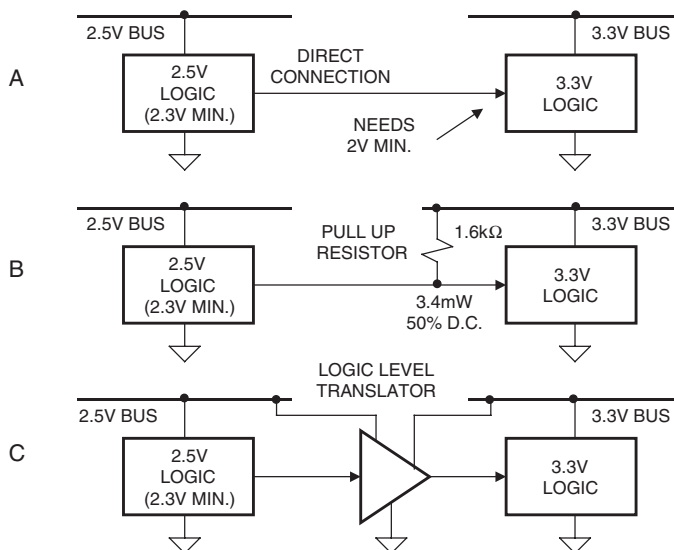 2.5V BUS
3.3V BUS
A
2.5V
LOGIC
(2.3V MIN.)
DIRECT
CONNECTION
NEEDS
2V MIN.
3.3V
LOGIC
2.5V BUS
3.3V BUS
B
2.5V
LOGIC
(2.3V MIN.)
PULL UP
RESISTOR
1.6kΩ
3.4mW
50% D.C.
3.3V
LOGIC
LOGIC LEVEL
TRANSLATOR
2.5V BUS
3.3V BUS
C
2.5V
LOGIC
(2.3V MIN.)
3.3V
LOGIC